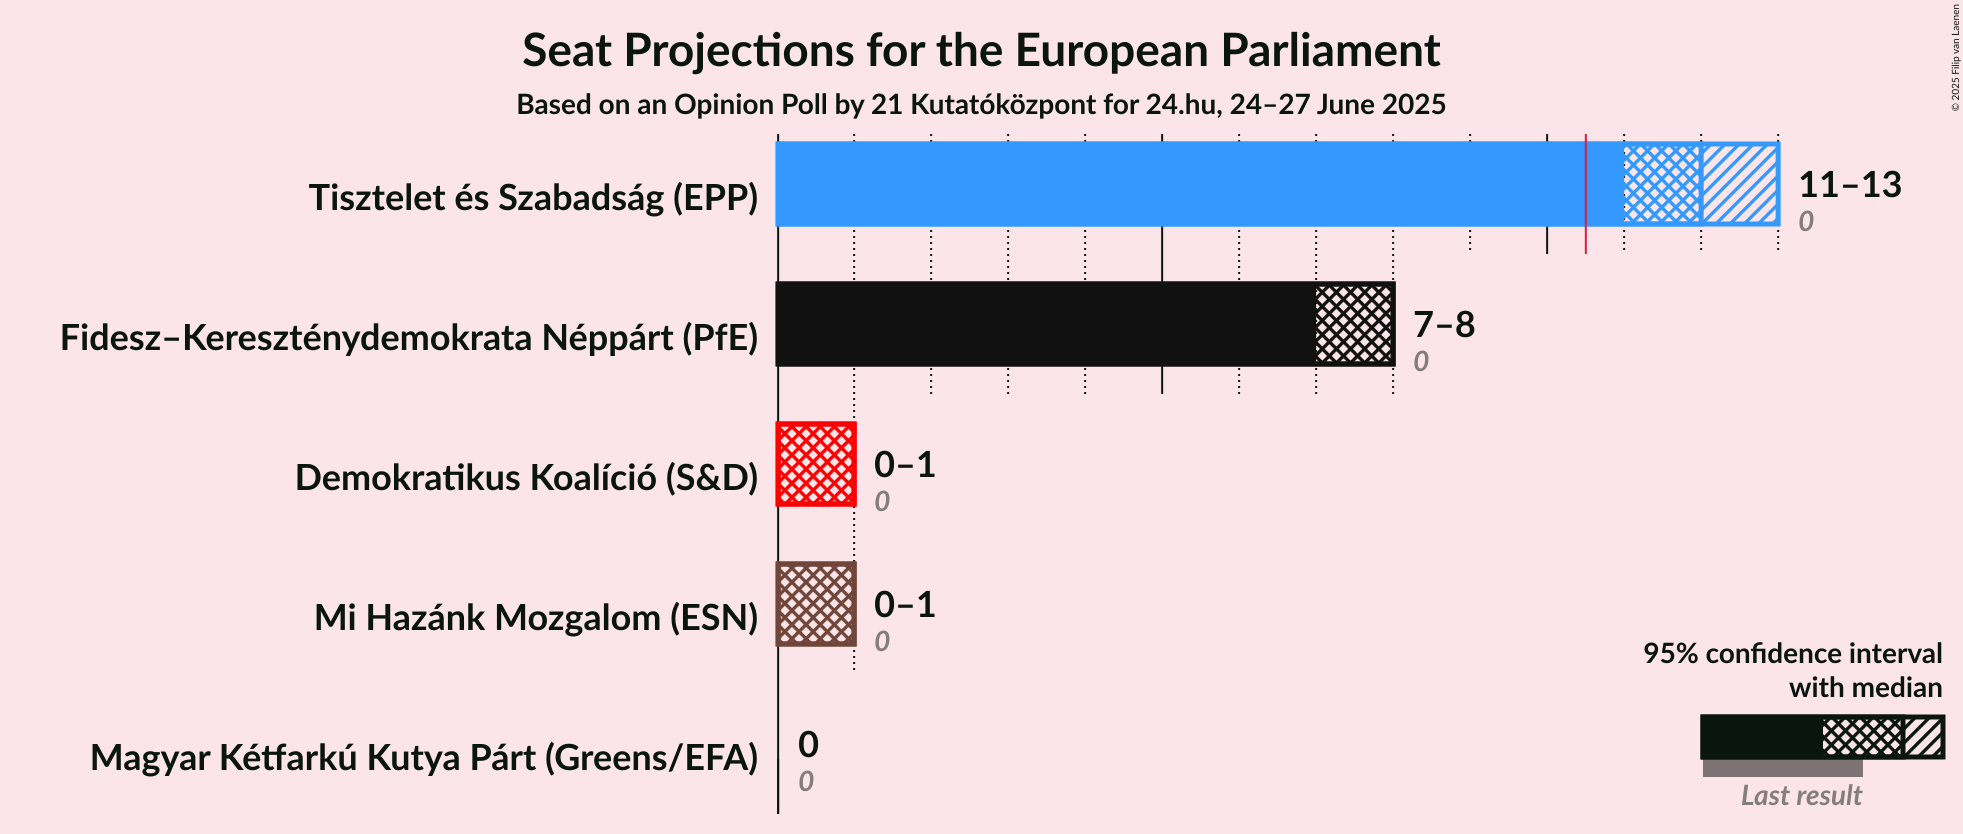 Seat Projections for the European Parliament
Based on an Opinion Poll by 21 Kutatóközpont for 24.hu, 24–27 June 2025
© 2025 Filip van Laenen
Tisztelet és Szabadság (EPP)
11–13
0
Fidesz–Kereszténydemokrata Néppárt (PfE)
7–8
0
Demokratikus Koalíció (S&D)
0–1
0
Mi Hazánk Mozgalom (ESN)
0–1
0
Magyar Kétfarkú Kutya Párt (Greens/EFA)
0
0
95% confidence interval
with median
Last result